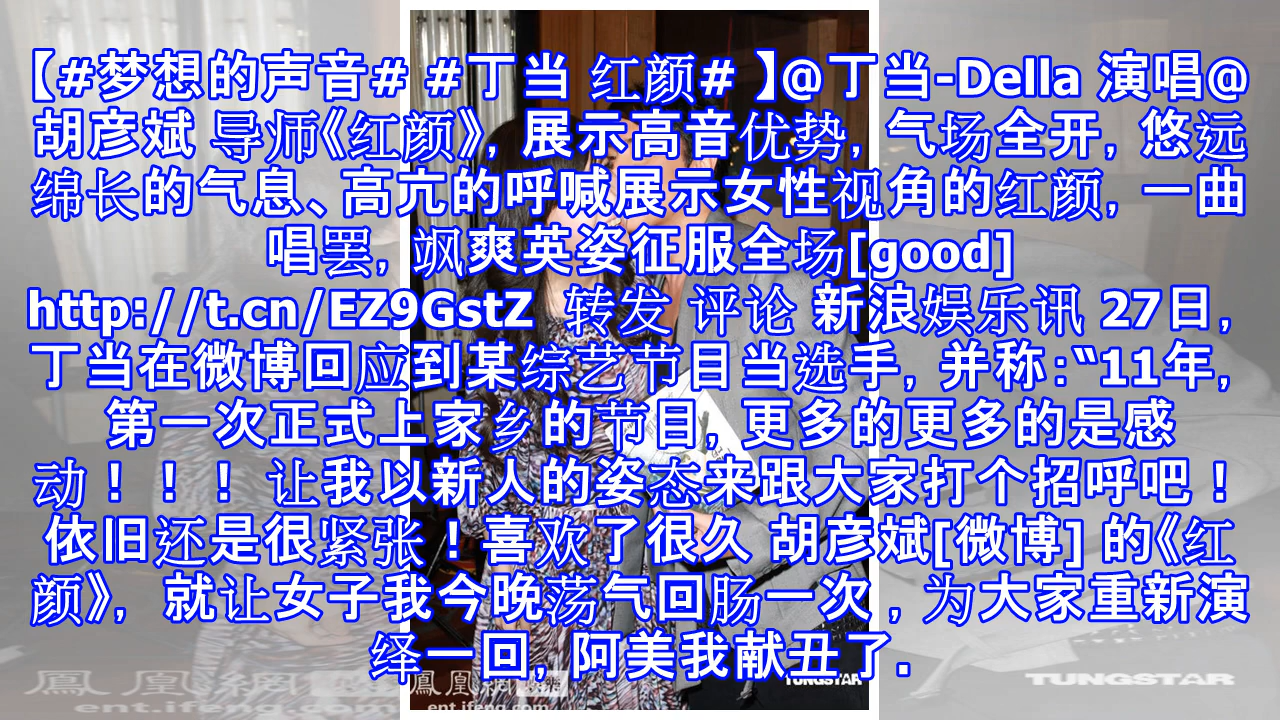 【#梦想的声音# #丁当 红颜# 】@丁当-Della 演唱@
胡彦斌 导师《红颜》, 展示高音优势, 气场全开, 悠远
绵长的气息、高亢的呼喊展示女性视角的红颜, 一曲
唱罢, 飒爽英姿征服全场[good]
http://t.cn/EZ9GstZ 转发 评论 新浪娱乐讯 27日,
丁当在微博回应到某综艺节目当选手, 并称:“11年,
第一次正式上家乡的节目, 更多的更多的是感
动！！！ 让我以新人的姿态来跟大家打个招呼吧！
依旧还是很紧张！喜欢了很久 胡彦斌[微博] 的《红
颜》, 就让女子我今晚荡气回肠一次 , 为大家重新演
绎一回, 阿美我献丑了.
鳳凰網
ent.ifeng.com
鳳凰網
ent.ifeng.com
TUNGSTAR
TUNGSTAR